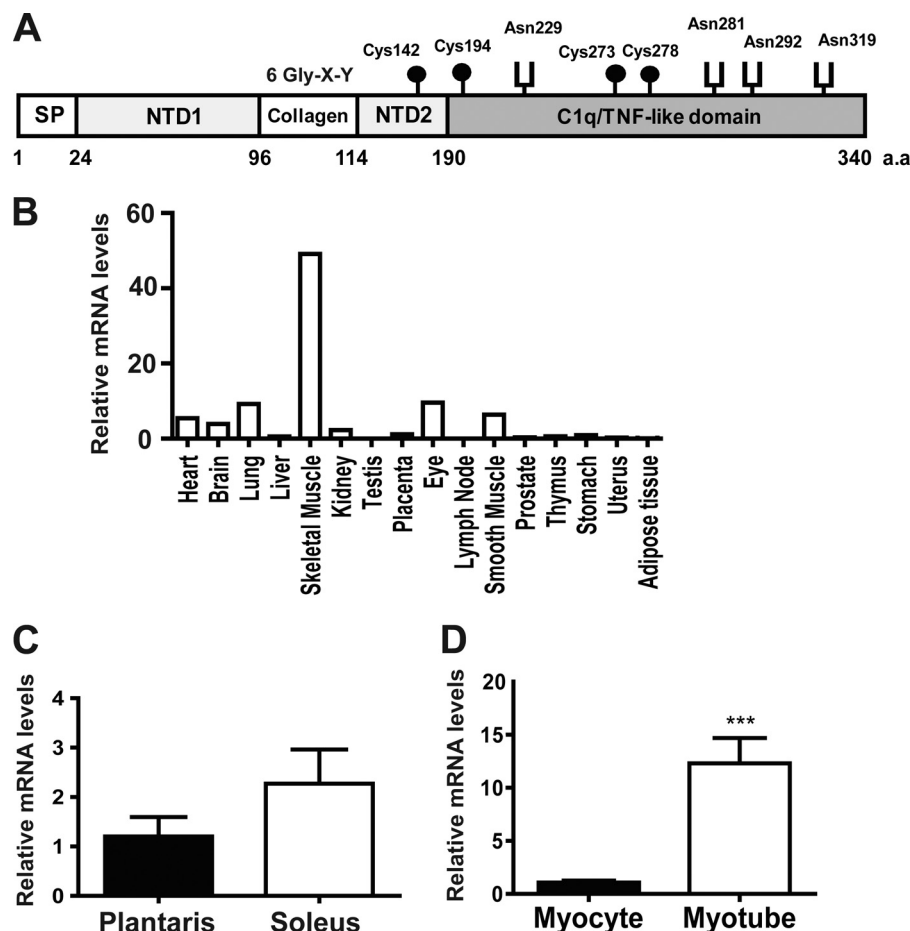 A
Asn229
Asn281
Cys142
Cys194
Cys273
Cys278
Asn292
Asn319
6 Gly-X-Y
SP
NTD1
Collagen
NTD2
C1q/TNF-like domain
1
24
96
114
190
340
a.a
B
Relative mRNA levels
60
40
20
0
Heart
Brain
Lung
Liver
Skeletal Muscle
Kidney
Testis
Placenta
Eye
Lymph Node
Smooth Muscle
Prostate
Thymus
Stomach
Uterus
Adipose tissue
C
Relative mRNA levels
4
3
2
1
0
Plantaris
Soleus
D
Relative mRNA levels
20
15
10
5
0
***
Myocyte
Myotube